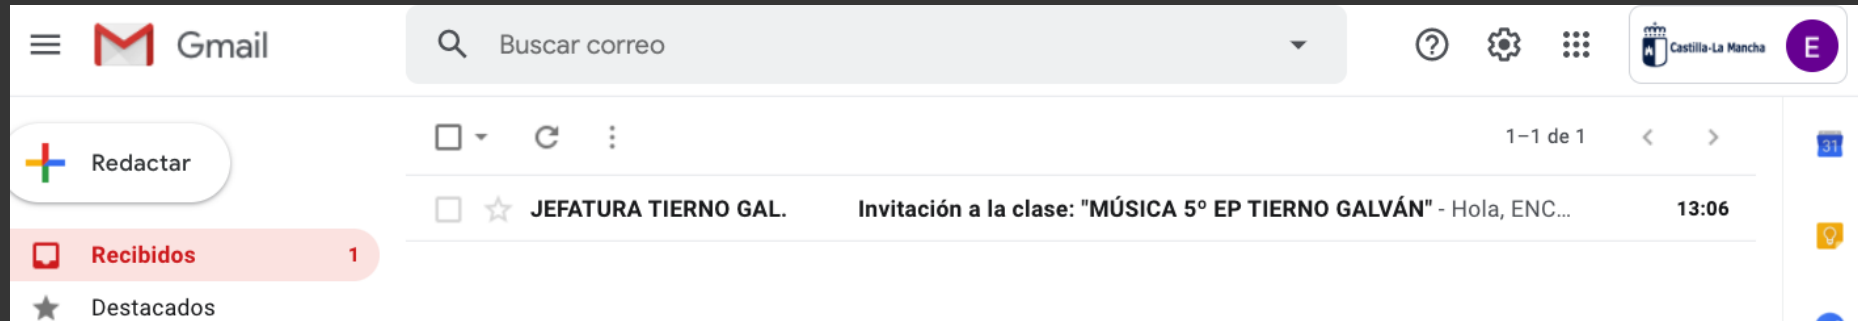 Gmail
Buscar correo
Castilla-La Mancha
E
Redactar
1–1 de 1
31
JEFATURA TIERNO GAL. Invitación a la clase: "MÚSICA 5º EP TIERNO GALVÁN" - Hola, ENC... 13:06
Recibidos 1
Destacados